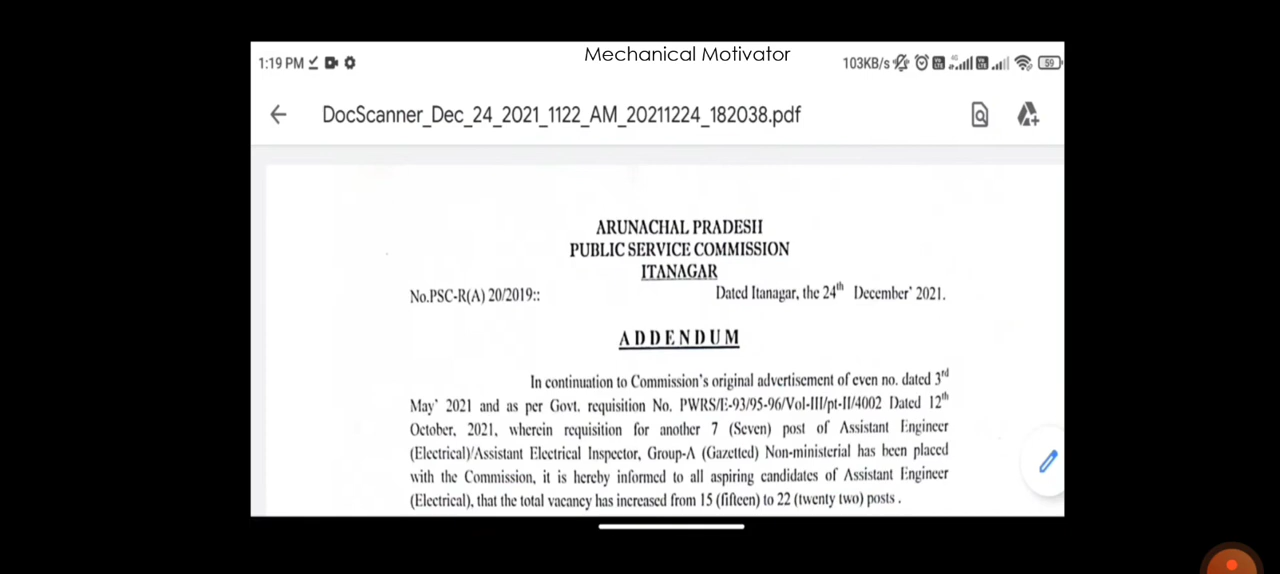 Mechanical Motivator
1:19 PM 103KB/s 59
DocScanner_Dec_24_2021_1122_AM_20211224_182038.pdf
ARUNACHAL PRADESH
PUBLIC SERVICE COMMISSION
ITANAGAR
No.PSC-R(A) 20/2019:: Dated Itanagar, the 24th December' 2021.
ADDENDUM
In continuation to Commission's original advertisement of even no. dated 3rd
May' 2021 and as per Govt. requisition No. PWRS/E-93/95-96/Vol-III/pt-II/4002 Dated 12th
October, 2021, wherein requisition for another 7 (Seven) post of Assistant Engineer
(Electrical)/Assistant Electrical Inspector, Group-A (Gazetted) Non-ministerial has been placed
with the Commission, it is hereby informed to all aspiring candidates of Assistant Engineer
(Electrical), that the total vacancy has increased from 15 (fifteen) to 22 (twenty two) posts .